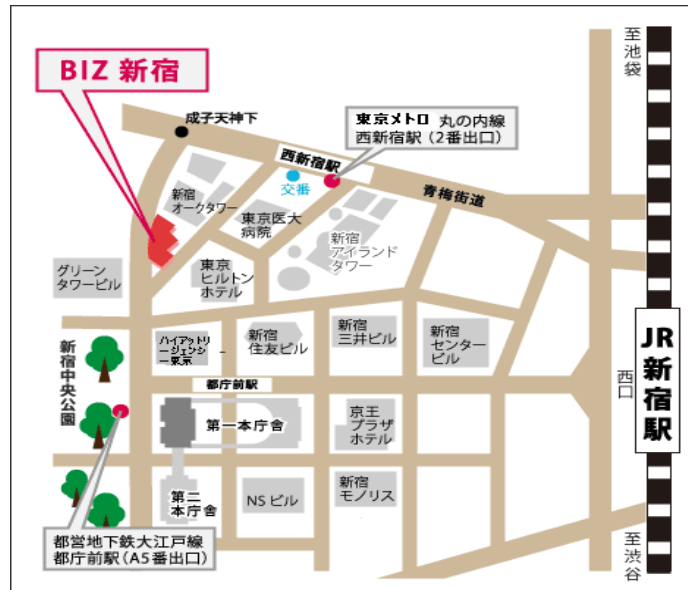 至池袋
BIZ 新宿
成子天神下
東京メトロ 丸の内線
西新宿駅（2番出口）
西新宿駅
交番
青梅街道
新宿
オークタワー
東京医大
病院
新宿
アイランド
タワー
グリーン
タワービル
東京
ヒルトン
ホテル
ハイアットリ
ージェンシ
ー東京
新宿
住友ビル
新宿
三井ビル
新宿
センター
ビル
JR新宿駅
西口
新宿中央公園
都庁前駅
第一本庁舎
京王
プラザ
ホテル
第二
本庁舎
NSビル
新宿
モノリス
都営地下鉄大江戸線
都庁前駅（A5番出口）
至渋谷